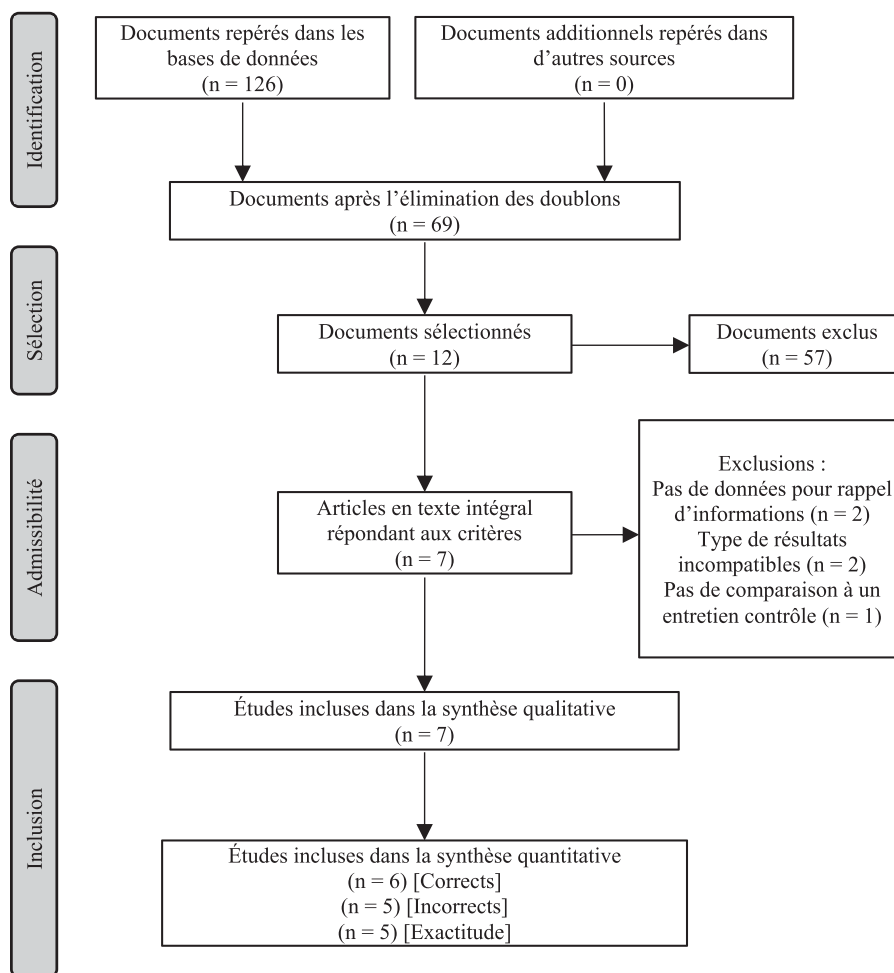 Identification
Documents repérés dans les
bases de données
(n = 126)
Documents additionnels repérés dans
d’autres sources
(n = 0)
Documents après l’élimination des doublons
(n = 69)
Sélection
Documents sélectionnés
(n = 12)
Documents exclus
(n = 57)
Admissibilité
Articles en texte intégral
répondant aux critères
(n = 7)
Exclusions :
Pas de données pour rappel
d’informations (n = 2)
Type de résultats
incompatibles (n = 2)
Pas de comparaison à un
entretien contrôle (n = 1)
Inclusion
Études incluses dans la synthèse qualitative
(n = 7)
Études incluses dans la synthèse quantitative
(n = 6) [Corrects]
(n = 5) [Incorrects]
(n = 5) [Exactitude]